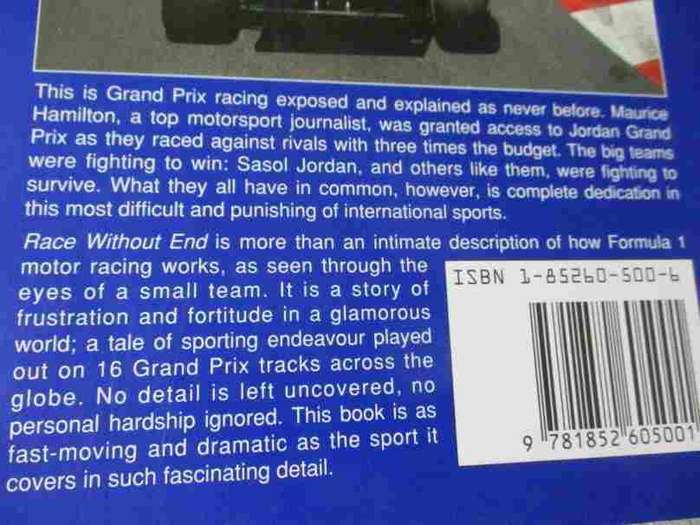 This is Grand Prix racing exposed and explained as never before. Maurice
Hamilton, a top motorsport journalist, was granted access to Jordan Grand
Prix as they raced against rivals with three times the budget. The big teams
were fighting to win: Sasol Jordan, and others like them, were fighting to
survive. What they all have in common, however, is complete dedication in
this most difficult and punishing of international sports.
Race Without End is more than an intimate description of how Formula 1
motor racing works, as seen through the
eyes of a small team. It is a story of
frustration and fortitude in a glamorous
world; a tale of sporting endeavour played
out on 16 Grand Prix tracks across the
globe. No detail is left uncovered, no
personal hardship ignored. This book is as
fast-moving and dramatic as the sport it
covers in such fascinating detail.
ISBN 1-85260-500-6
9 781852 605001